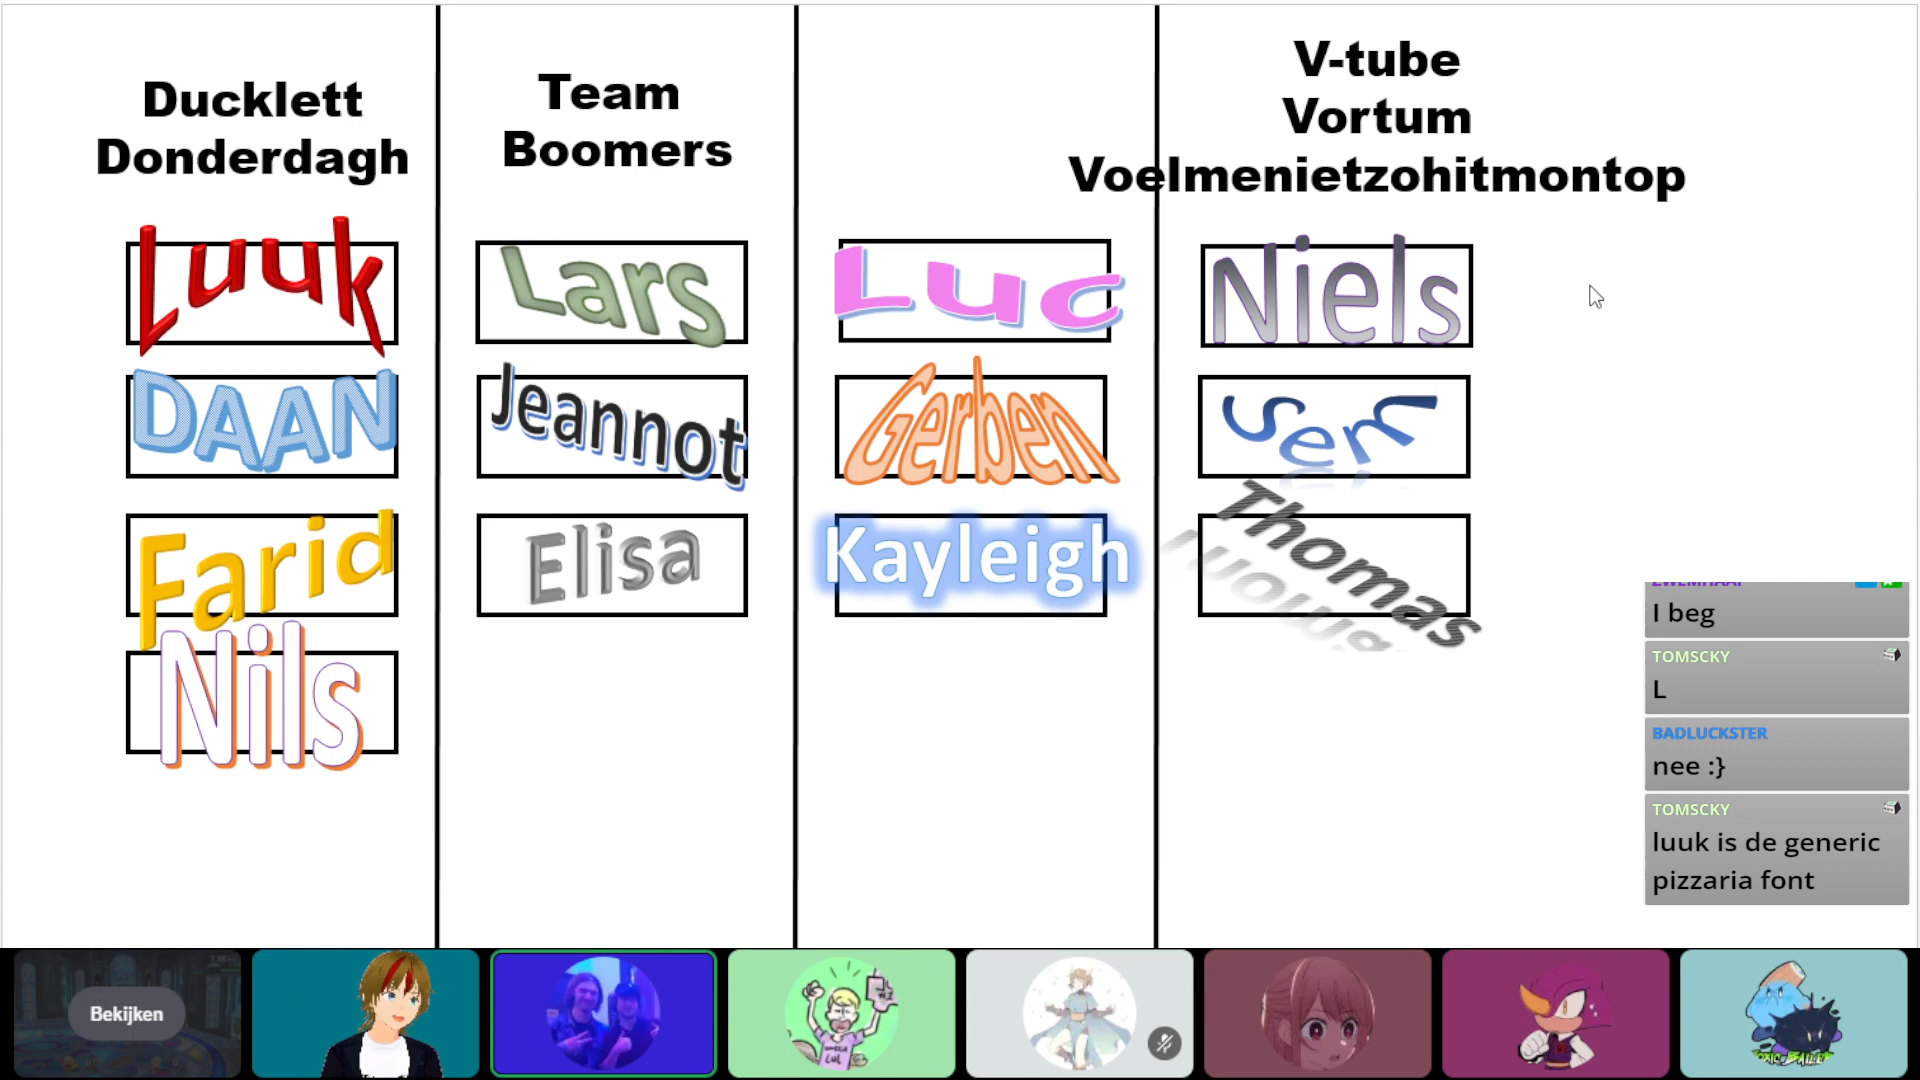 Ducklett
Donderdagh
Team
Boomers
V-tube
Vortum
Voelmenietzohitmontop
Luuk
Lars
Luc
Niels
DAAN
Jeannot
Gerben
Sem
Farid
Elisa
Kayleigh
Thomas
Nils
I beg
TOMSCKY
L
BADLUCKSTER
nee :}
TOMSCKY
luuk is de generic
pizzaria font
Bekijken